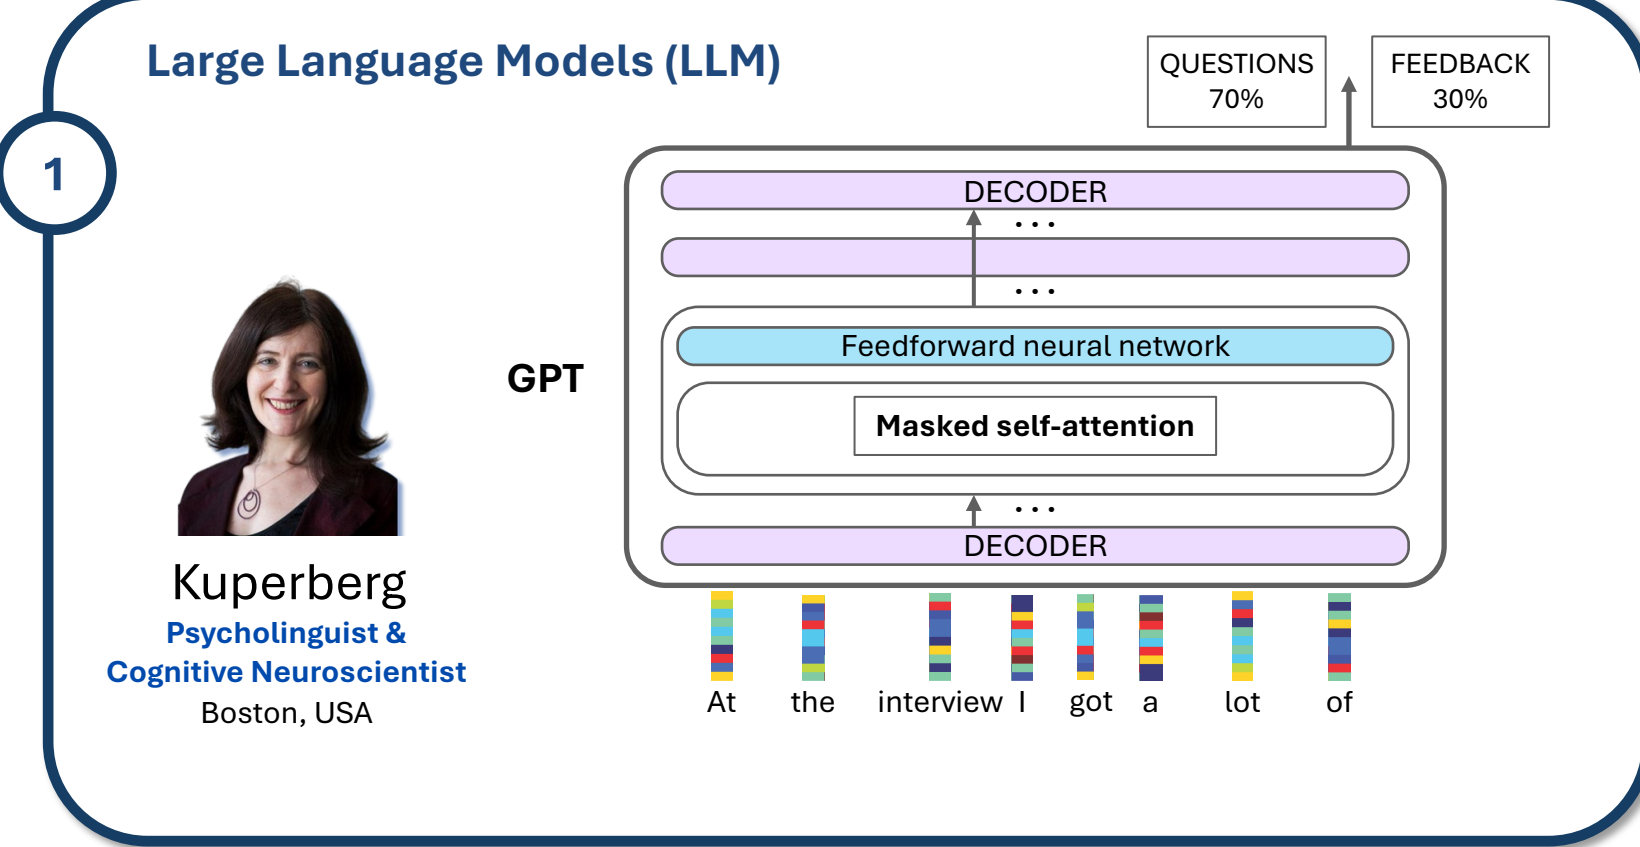 Large Language Models (LLM)
1
QUESTIONS
70%
FEEDBACK
30%
DECODER
...
...
Feedforward neural network
GPT
Masked self-attention
...
DECODER
At the interview I got a lot of
Kuperberg
Psycholinguist &
Cognitive Neuroscientist
Boston, USA